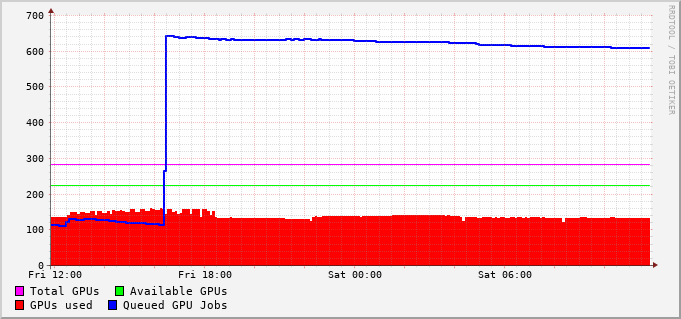 700
600
500
400
300
200
100
0
Fri 12:00 Fri 18:00 Sat 00:00 Sat 06:00
Total GPUs Available GPUs
GPUs used Queued GPU Jobs
RRDTOOL / TOBI OETIKER